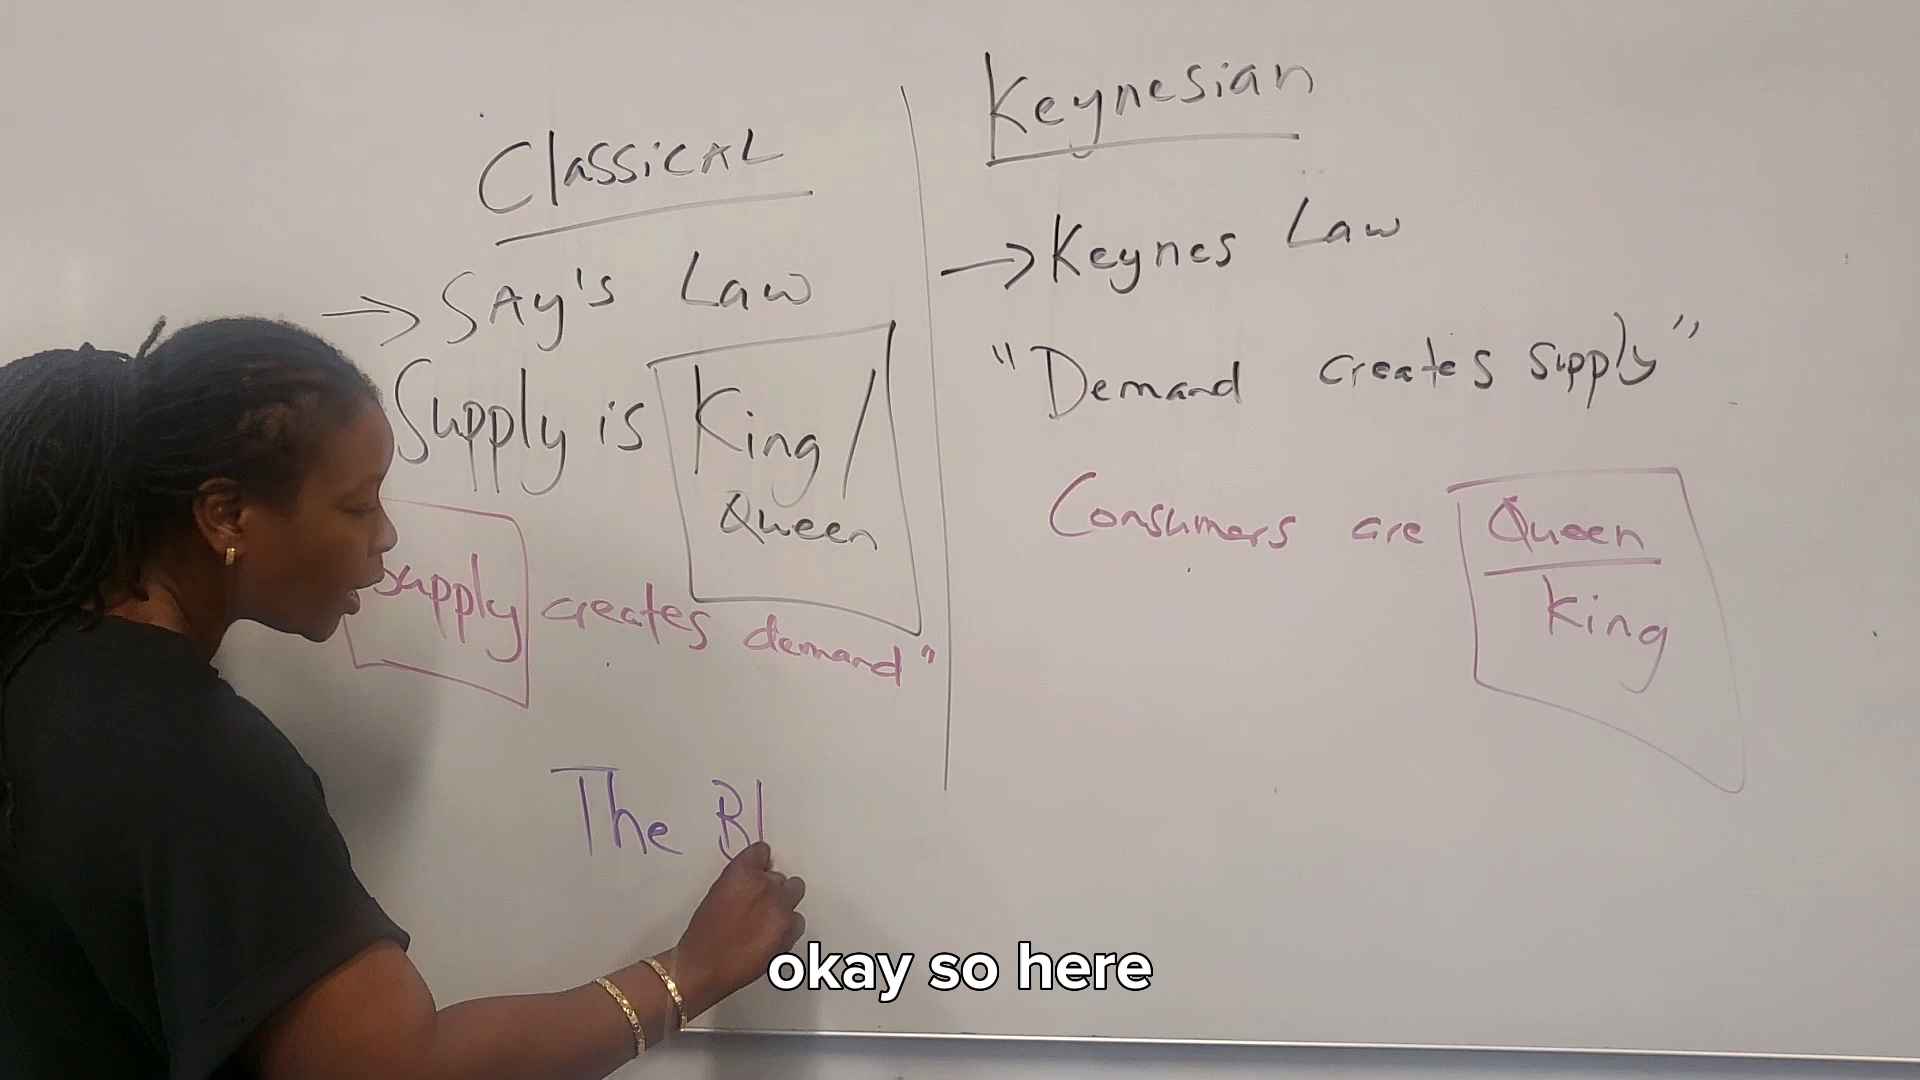 Classical
→ SAy's Law
Supply is King /
Queen
supply creates demand"
The Bl
Keynesian
→ Keynes Law
"Demand creates supply"
Consumers are Queen
King
okay so here